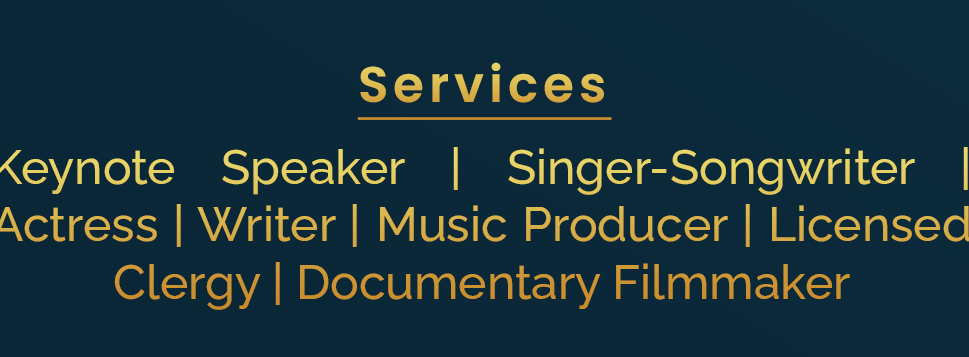 Services
Keynote Speaker | Singer-Songwriter |
Actress | Writer | Music Producer | Licensed
Clergy | Documentary Filmmaker